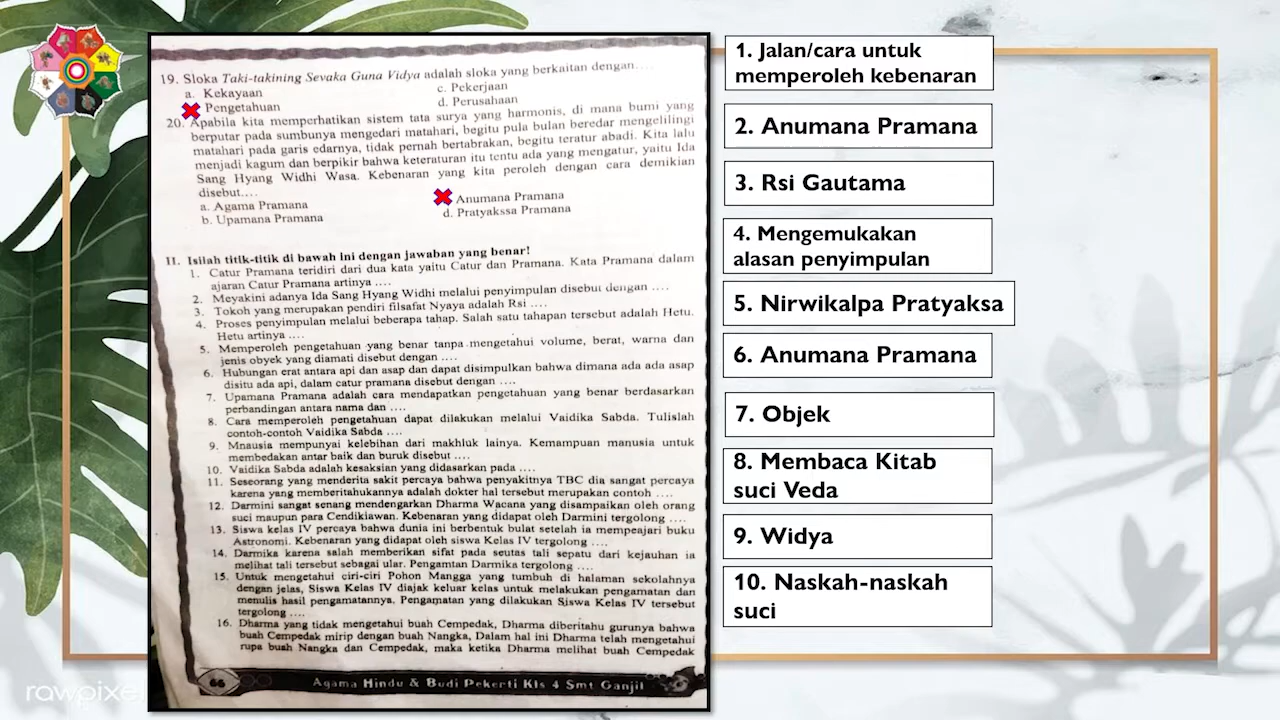 19. Sloka Taki-takining Sevaka Guna Vidya adalah sloka yang berkaitan dengan....
a. Kekayaan
c. Pekerjaan
Pengetahuan
d. Perusahaan
20. Apabila kita memperhatikan sistem tata surya yang harmonis, di mana bumi yang
berputar pada sumbunya mengedari matahari, begitu pula bulan beredar mengelilingi
matahari pada garis edarnya, tidak pernah bertabrakan, begitu teratur abadi. Kita lalu
menjadi kagum dan berpikir bahwa keteraturan itu tentu ada yang mengatur, yaitu Ida
Sang Hyang Widhi Wasa. Kebenaran yang kita peroleh dengan cara demikian
disebut....
a. Agama Pramana
Anumana Pramana
b. Upamana Pramana
d. Pratyakssa Pramana
II. Isilah titik-titik di bawah ini dengan jawaban yang benar!
1. Catur Pramana teridiri dari dua kata yaitu Catur dan Pramana. Kata Pramana dalam
ajaran Catur Pramana artinya ....
2. Meyakini adanya Ida Sang Hyang Widhi melalui penyimpulan disebut dengan ....
3. Tokoh yang merupakan pendiri filsafat Nyaya adalah Rsi ....
4. Proses penyimpulan melalui beberapa tahap. Salah satu tahapan tersebut adalah Hetu.
Hetu artinya ....
5. Memperoleh pengetahuan yang benar tanpa mengetahui volume, berat, warna dan
jenis obyek yang diamati disebut dengan ....
6. Hubungan erat antara api dan asap dan dapat disimpulkan bahwa dimana ada ada asap
disitu ada api, dalam catur pramana disebut dengan ....
7. Upamana Pramana adalah cara mendapatkan pengetahuan yang benar berdasarkan
perbandingan antara nama dan ....
8. Cara memperoleh pengetahuan dapat dilakukan melalui Vaidika Sabda. Tulislah
contoh-contoh Vaidika Sabda ....
9. Mnausia mempunyai kelebihan dari makhluk lainya. Kemampuan manusia untuk
membedakan antar baik dan buruk disebut ....
10. Vaidika Sabda adalah kesaksian yang didasarkan pada ....
11. Seseorang yang menderita sakit percaya bahwa penyakitnya TBC dia sangat percaya
karena yang memberitahukannya adalah dokter hal tersebut merupakan contoh ....
12. Darmini sangat senang mendengarkan Dharma Wacana yang disampaikan oleh orang
suci maupun para Cendikiawan. Kebenaran yang didapat oleh Darmini tergolong ....
13. Siswa kelas IV percaya bahwa dunia ini berbentuk bulat setelah ia mempeajari buku
Astronomi. Kebenaran yang didapat oleh siswa Kelas IV tergolong ....
14. Darmika karena salah memberikan sifat pada seutas tali sepatu dari kejauhan ia
melihat tali tersebut sebagai ular. Pengamtan Darmika tergolong ....
15. Untuk mengetahui ciri-ciri Pohon Mangga yang tumbuh di halaman sekolahnya
dengan jelas, Siswa Kelas IV diajak keluar kelas untuk melakukan pengamatan dan
menulis hasil pengamatannya. Pengamatan yang dilakukan Siswa Kelas IV tersebut
tergolong ....
16. Dharma yang tidak mengetahui buah Cempedak, Dharma diberitahu gurunya bahwa
buah Cempedak mirip dengan buah Nangka, Dalam hal ini Dharma telah mengetahui
rupa buah Nangka dan Cempedak, maka ketika Dharma melihat buah Cempedak
66
Agama Hindu & Budi Pekerti Kls 4 Smt Ganjil
1. Jalan/cara untuk
memperoleh kebenaran
2. Anumana Pramana
3. Rsi Gautama
4. Mengemukakan
alasan penyimpulan
5. Nirwikalpa Pratyaksa
6. Anumana Pramana
7. Objek
8. Membaca Kitab
suci Veda
9. Widya
10. Naskah-naskah
suci
rawpixel